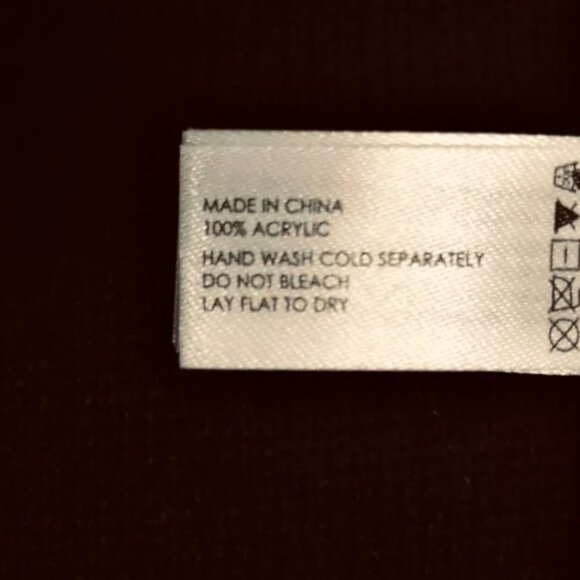 MADE IN CHINA
100% ACRYLIC
HAND WASH COLD SEPARATELY
DO NOT BLEACH
LAY FLAT TO DRY